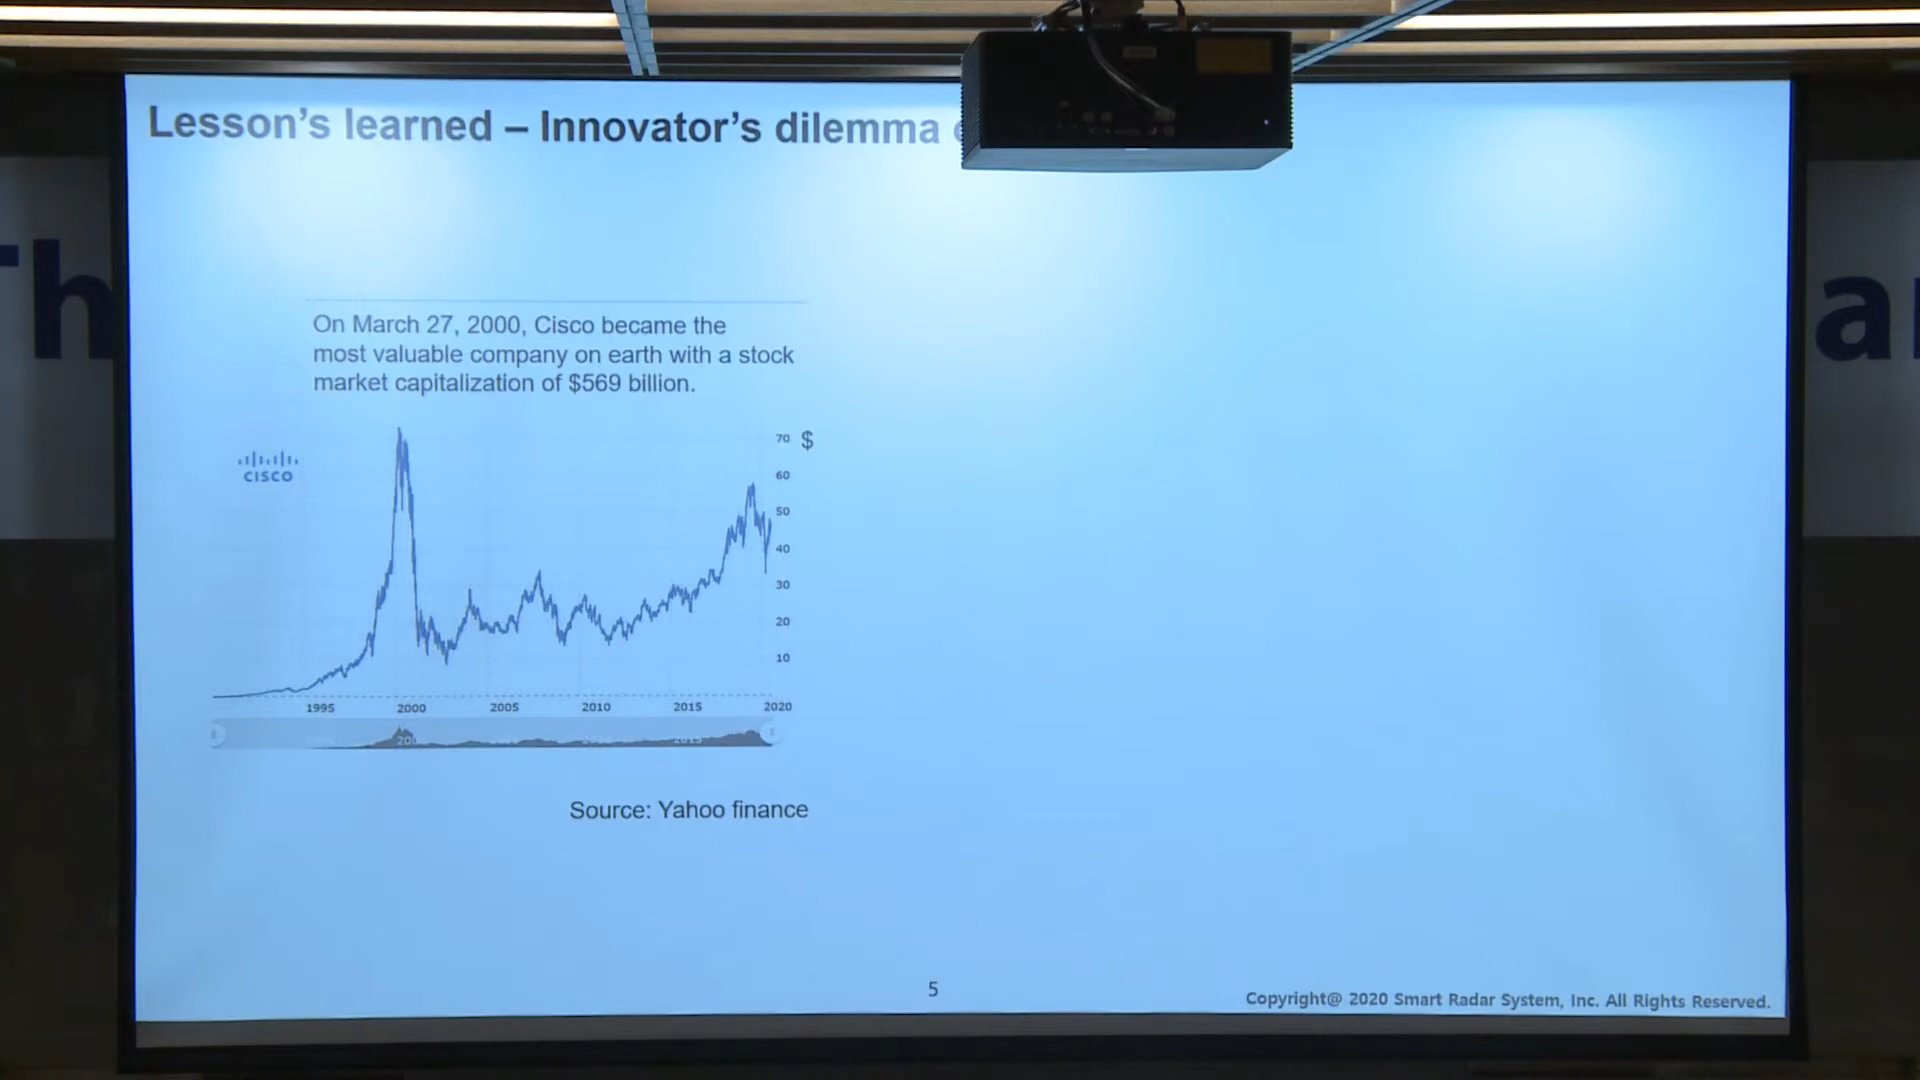 Lesson's learned – Innovator's dilemma
Th
a
On March 27, 2000, Cisco became the
most valuable company on earth with a stock
market capitalization of $569 billion.
70 $
CISCO
60
50
40
30
20
10
1995 2000 2005 2010 2015 2020
2015
Source: Yahoo finance
5
Copyright@ 2020 Smart Radar System, Inc. All Rights Reserved.